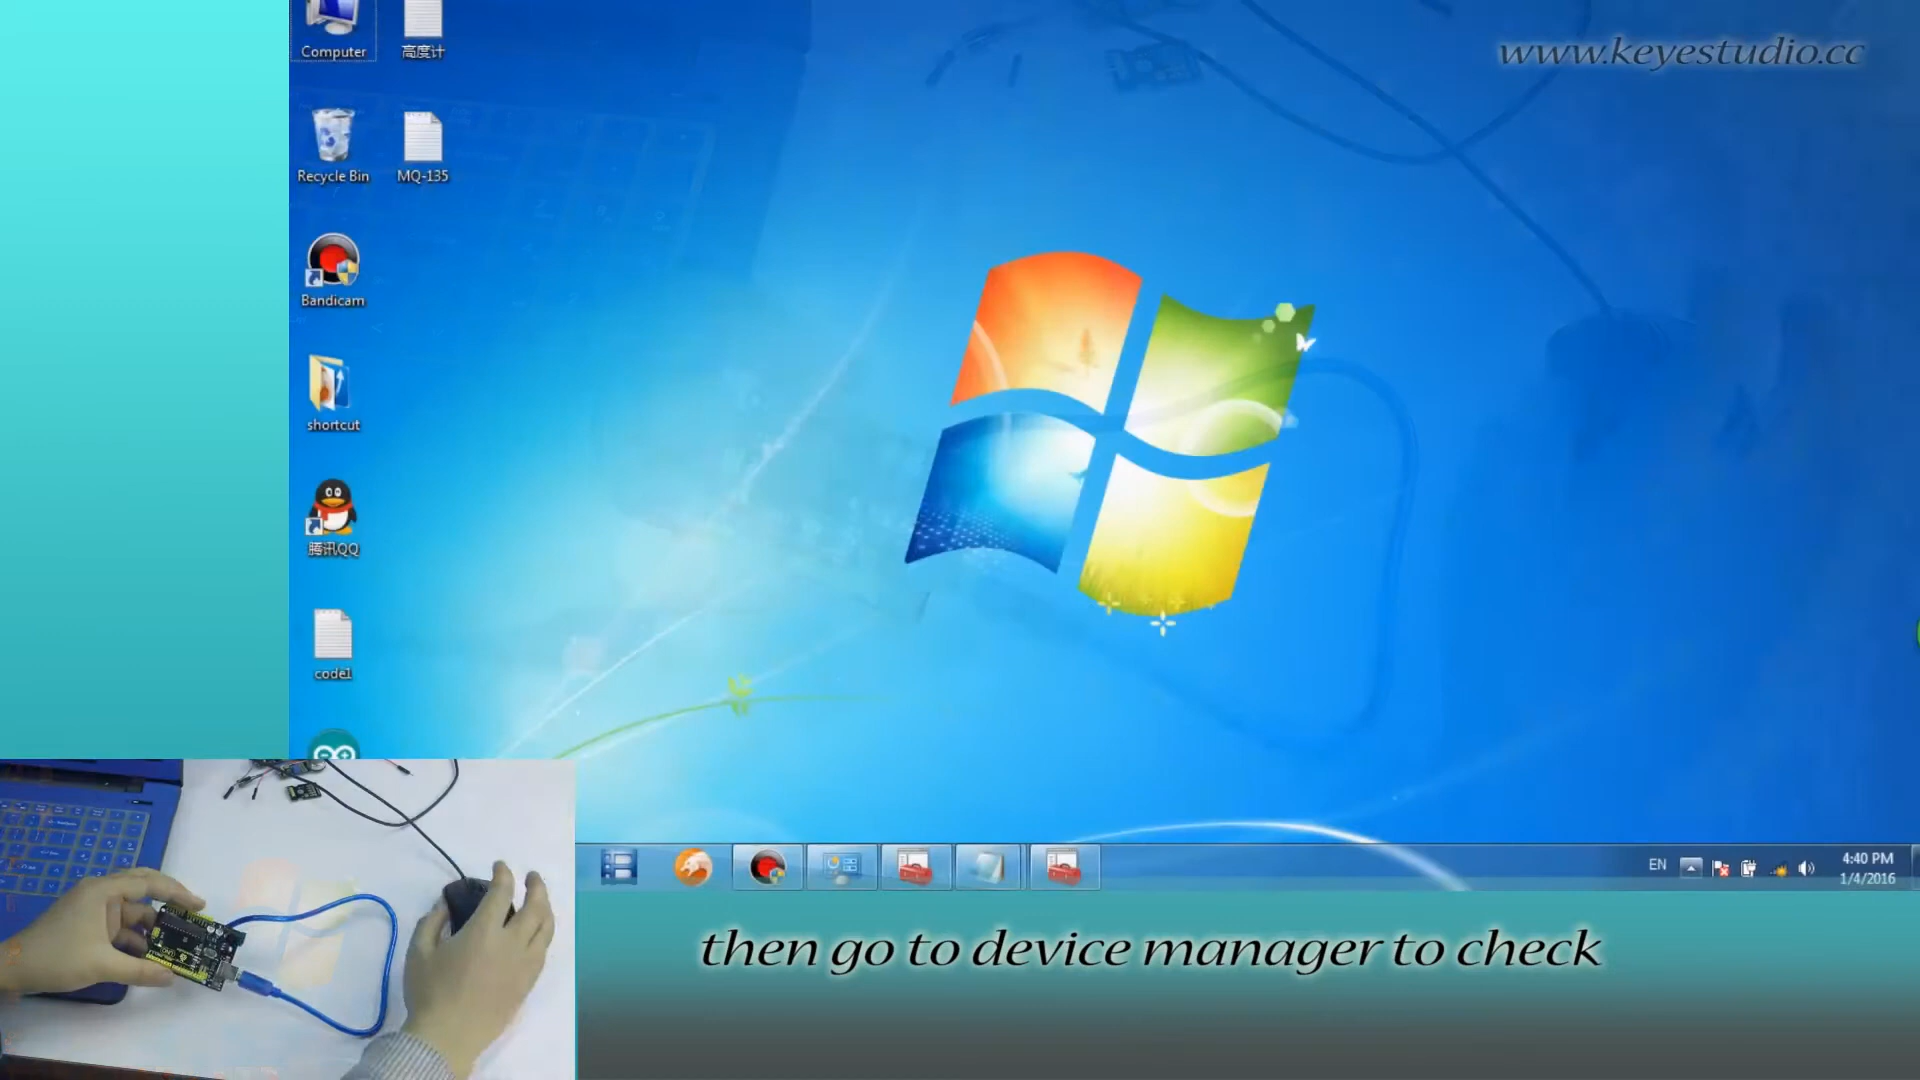 www.keyestudio.cc
Computer
高度计
Recycle Bin
MQ-135
Bandicam
shortcut
腾讯QQ
code1
EN
4:40 PM
1/4/2016
then go to device manager to check